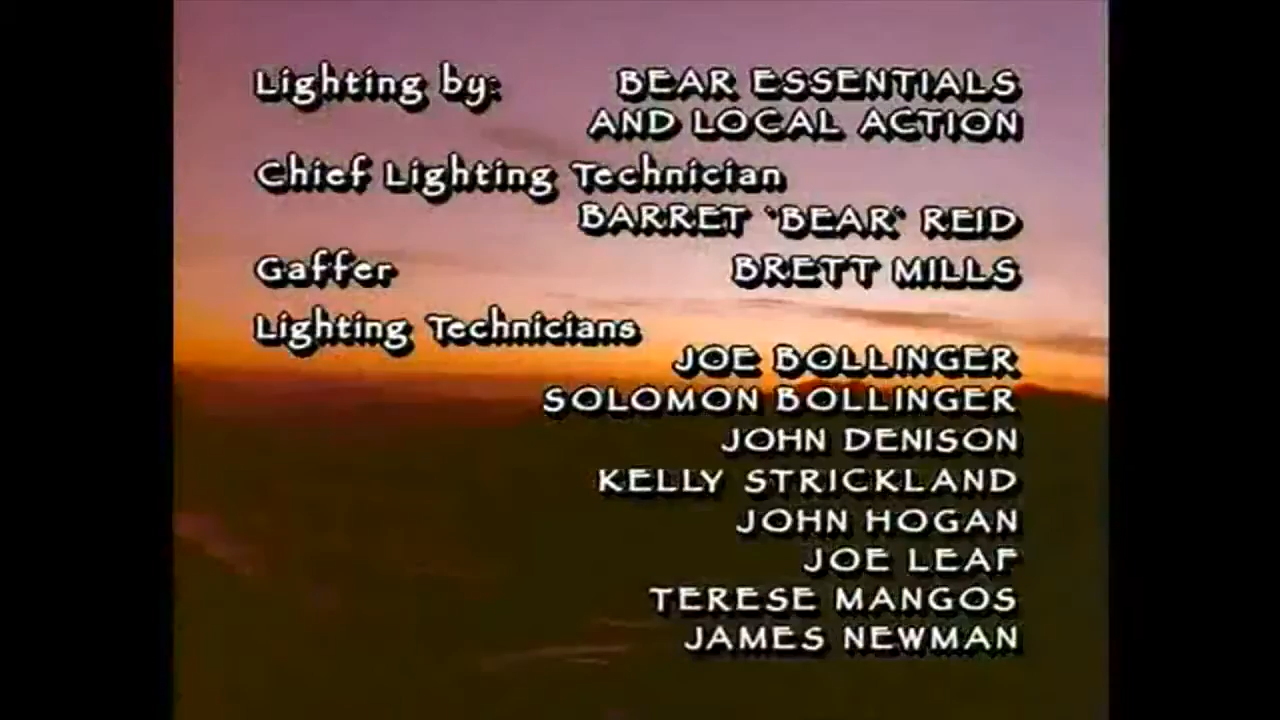 Lighting by: BEAR ESSENTIALS
AND LOCAL ACTION
Chief Lighting Technician
BARRET 'BEAR' REID
Gaffer BRETT MILLS
Lighting Technicians
JOE BOLLINGER
SOLOMON BOLLINGER
JOHN DENISON
KELLY STRICKLAND
JOHN HOGAN
JOE LEAF
TERESE MANGOS
JAMES NEWMAN